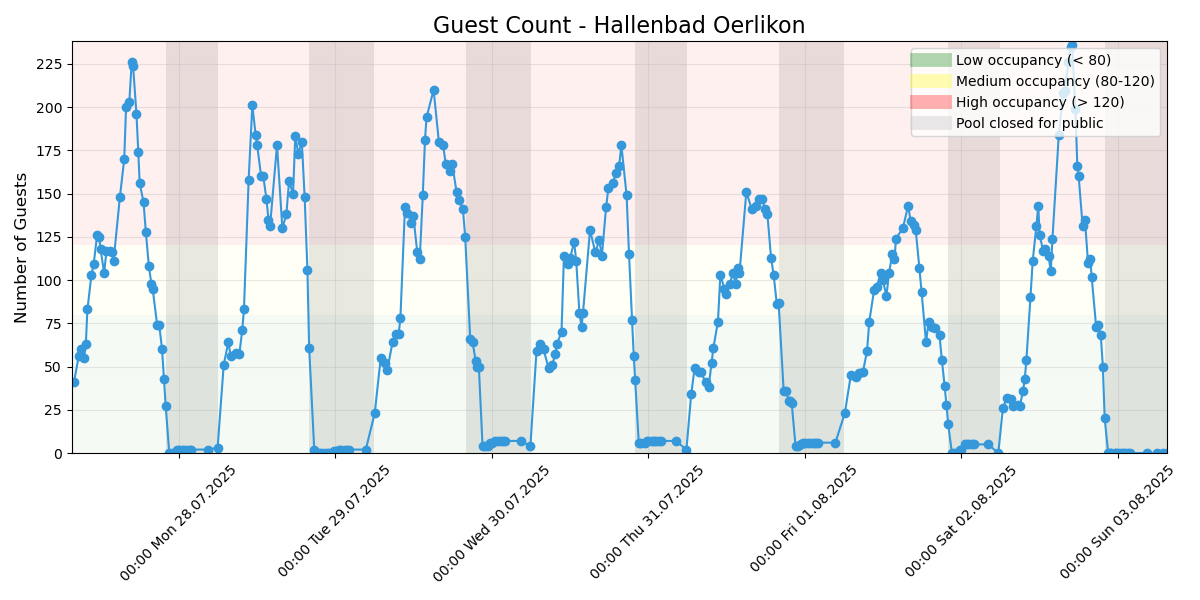 Guest Count - Hallenbad Oerlikon
Number of Guests
225
200
175
150
125
100
75
50
25
0
Low occupancy (< 80)
Medium occupancy (80-120)
High occupancy (> 120)
Pool closed for public
00:00 Mon 28.07.2025
00:00 Tue 29.07.2025
00:00 Wed 30.07.2025
00:00 Thu 31.07.2025
00:00 Fri 01.08.2025
00:00 Sat 02.08.2025
00:00 Sun 03.08.2025